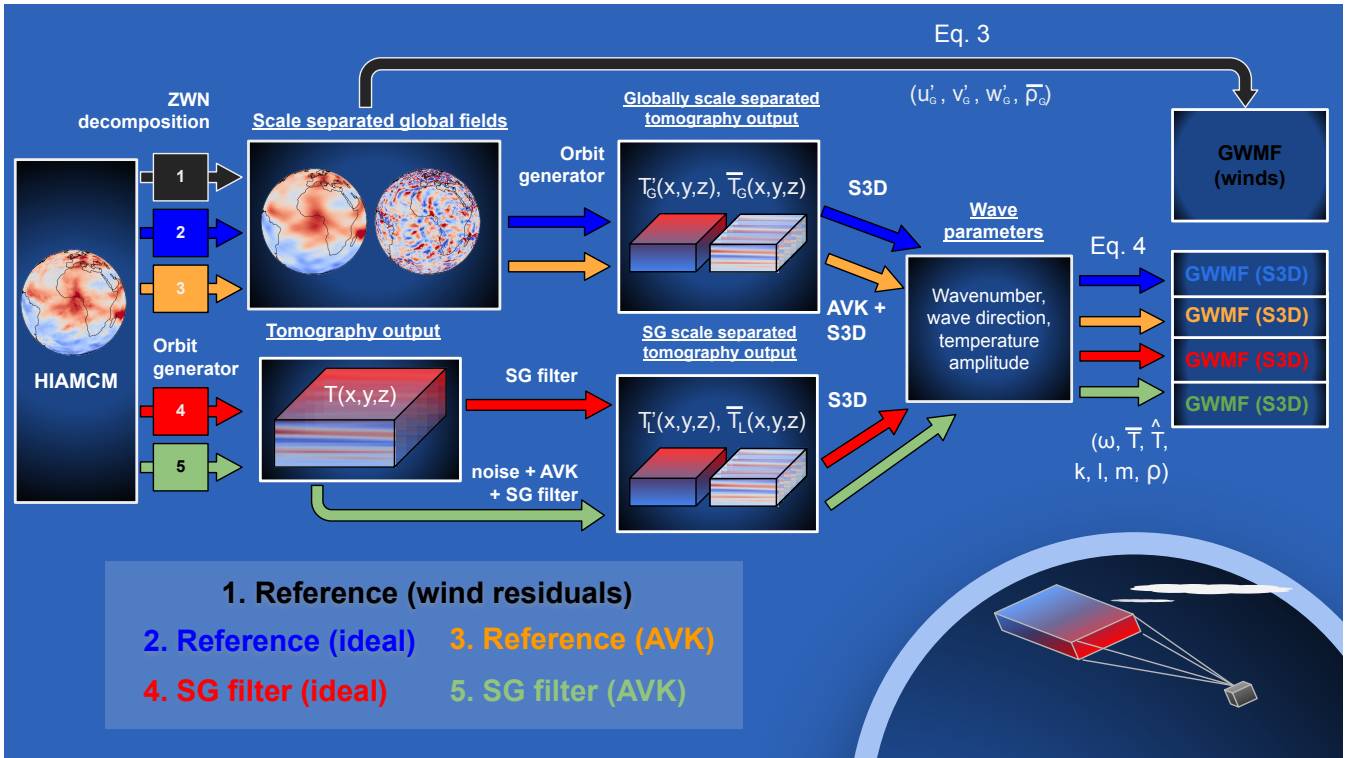 Eq. 3
(u'G, v'G, w'G, ρ̅G)
ZWN
decomposition
Scale separated global fields
Globally scale separated
tomography output
Orbit
generator
T'G(x,y,z), T̅G(x,y,z)
S3D
AVK +
S3D
GWMF
(winds)
1
2
3
HIAMCM
Wave
parameters
Wavenumber,
wave direction,
temperature
amplitude
Eq. 4
GWMF (S3D)
GWMF (S3D)
GWMF (S3D)
GWMF (S3D)
(ω, T̅, T̂,
k, l, m, ρ)
Orbit
generator
4
5
Tomography output
T(x,y,z)
SG filter
noise + AVK
+ SG filter
SG scale separated
tomography output
T'L(x,y,z), T̅L(x,y,z)
S3D
1. Reference (wind residuals)
2. Reference (ideal)
3. Reference (AVK)
4. SG filter (ideal)
5. SG filter (AVK)